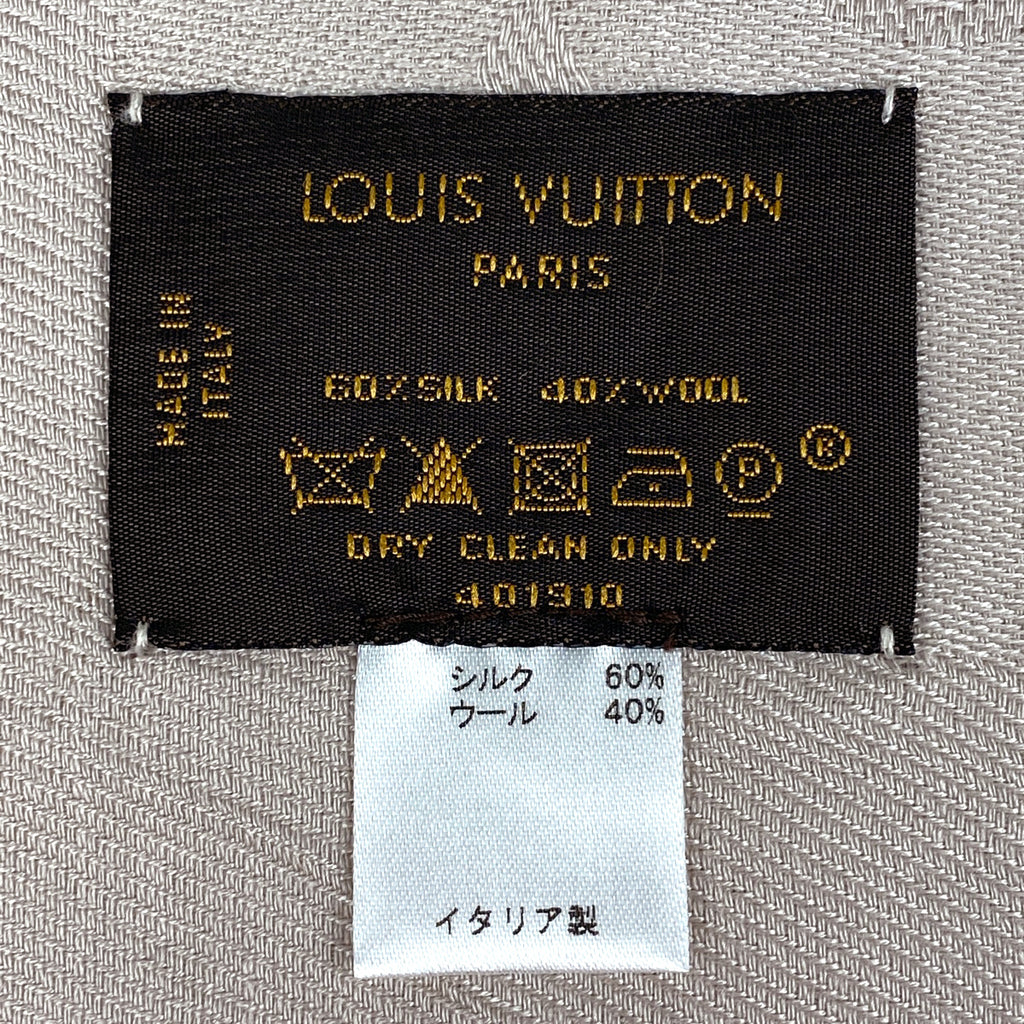 LOUIS VUITTON
PARIS
MADE IN
ITALY
60%SILK 40%WOOL
P
®
DRY CLEAN ONLY
401910
シルク 60%
ウール 40%
イタリア製